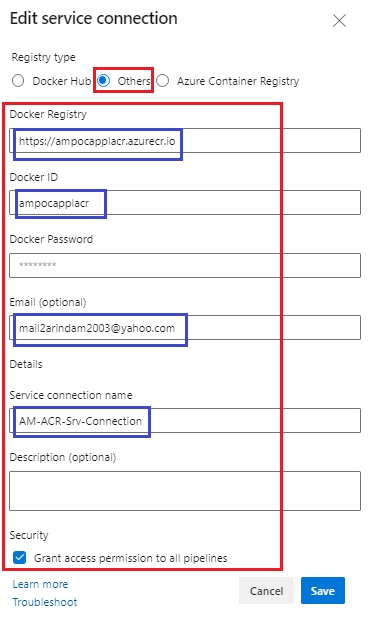 Edit service connection
Registry type
Docker Hub Others Azure Container Registry
Docker Registry
https://ampocapplacr.azurecr.io
Docker ID
ampocapplacr
Docker Password
********
Email (optional)
mail2arindam2003@yahoo.com
Details
Service connection name
AM-ACR-Srv-Connection
Description (optional)
Security
Grant access permission to all pipelines
Learn more
Troubleshoot
Cancel Save